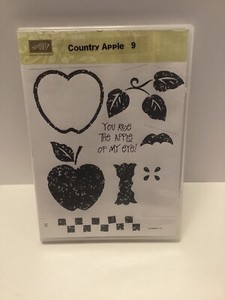 Country Apple 9
YOU ARE
THE APPLE
OF MY EYE!